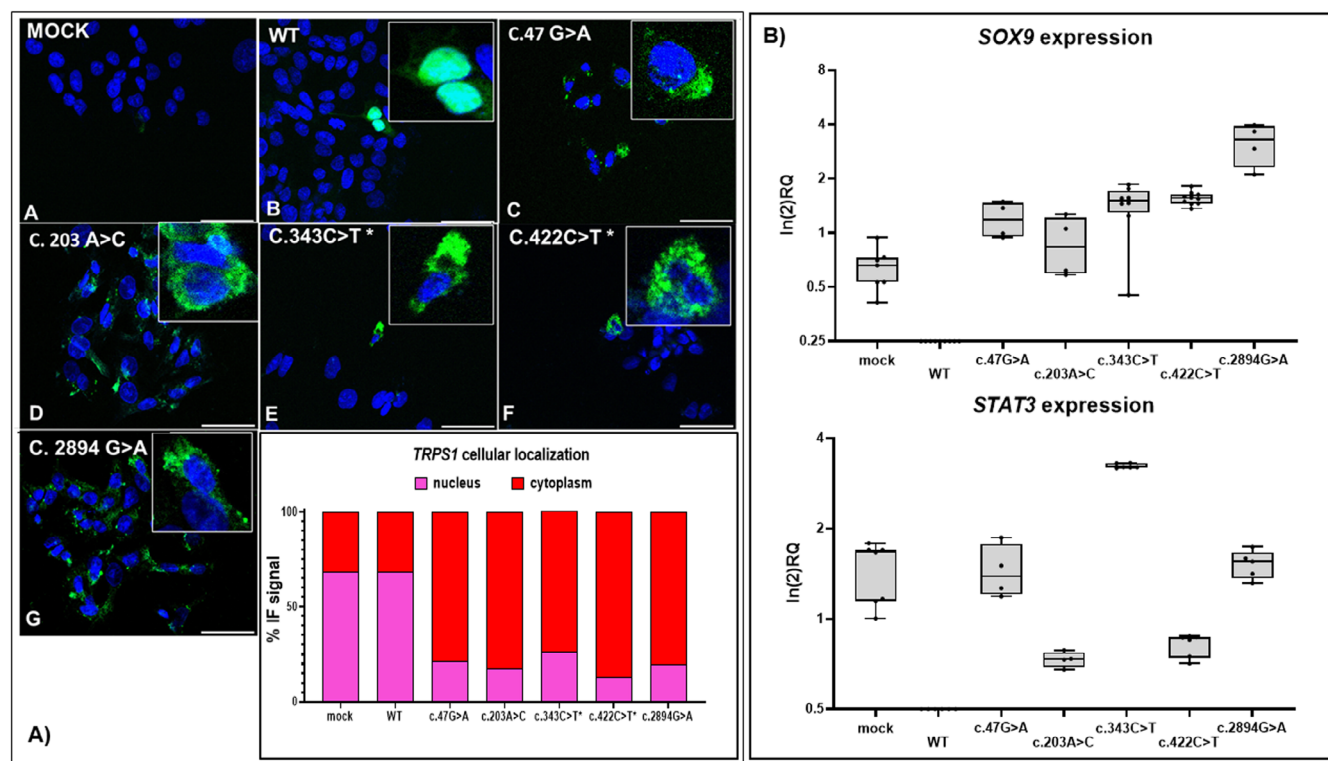 MOCK
A
WT
B
C.47 G>A
C
C. 203 A>C
D
C.343C>T *
E
C.422C>T *
F
C. 2894 G>A
G
TRPS1 cellular localization
nucleus
cytoplasm
% IF signal
100
50
0
mock
WT
c.47G>A
c.203A>C
c.343C>T*
c.422C>T*
c.2894G>A
A)
B)
SOX9 expression
ln(2)RQ
8
4
2
1
0.5
0.25
mock
WT
c.47G>A
c.203A>C
c.343C>T
c.422C>T
c.2894G>A
STAT3 expression
ln(2)RQ
4
2
1
0.5
mock
WT
c.47G>A
c.203A>C
c.343C>T
c.422C>T
c.2894G>A